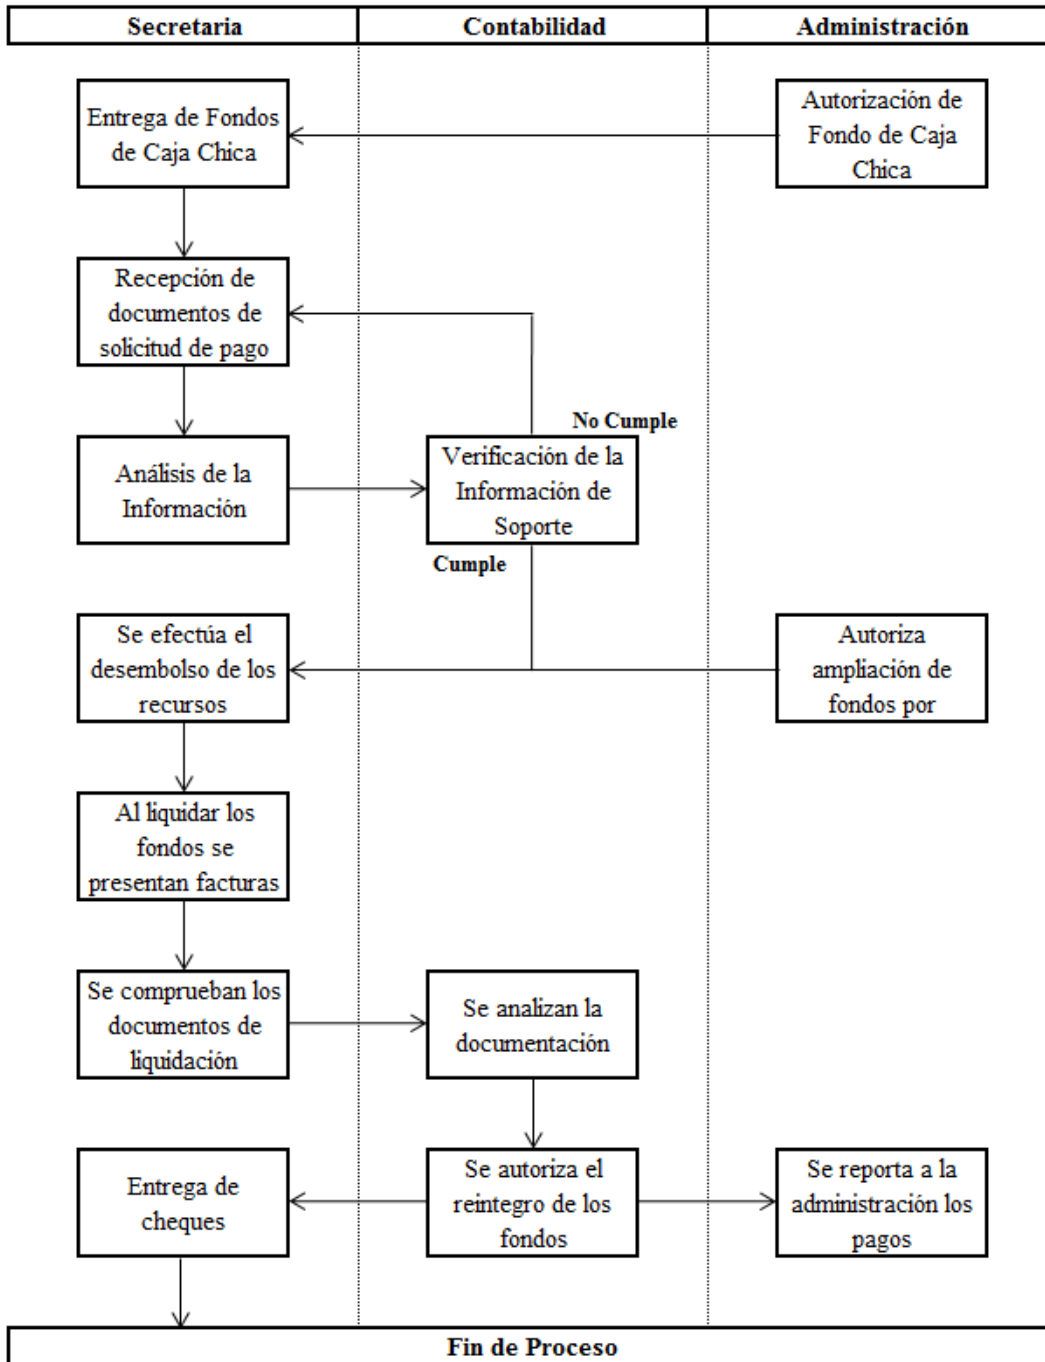 Secretaria
Contabilidad
Administración
Entrega de Fondos
de Caja Chica
Autorización de
Fondo de Caja
Chica
Recepción de
documentos de
solicitud de pago
No Cumple
Análisis de la
Información
Verificación de la
Información de
Soporte
Cumple
Se efectúa el
desembolso de los
recursos
Autoriza
ampliación de
fondos por
Al liquidar los
fondos se
presentan facturas
Se comprueban los
documentos de
liquidación
Se analizan la
documentación
Entrega de
cheques
Se autoriza el
reintegro de los
fondos
Se reporta a la
administración los
pagos
Fin de Proceso